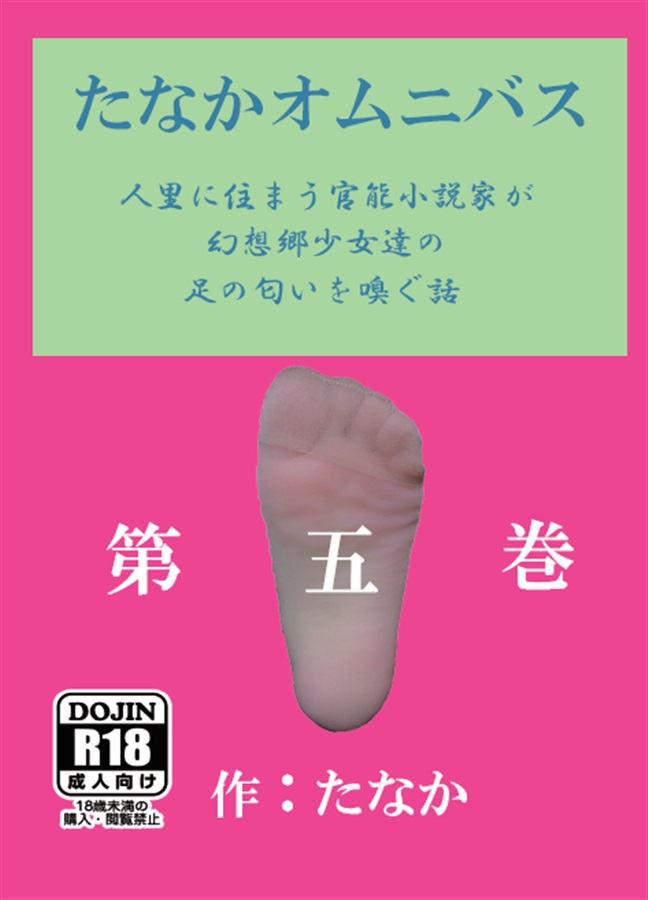 たなかオムニバス
人里に住まう官能小説家が
幻想郷少女達の
足の匂いを嗅ぐ話
第 五 巻
DOJIN
R18
成人向け
18歳未満の
購入・閲覧禁止
作：たなか